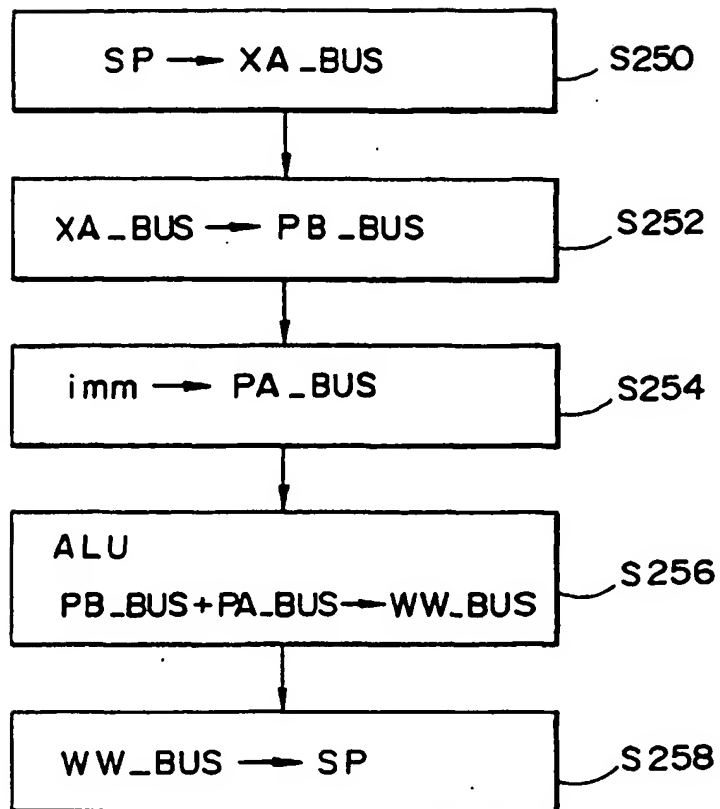 SP → XA_BUS S250
XA_BUS → PB_BUS S252
imm → PA_BUS S254
ALU
PB_BUS+PA_BUS→WW_BUS S256
WW_BUS → SP S258